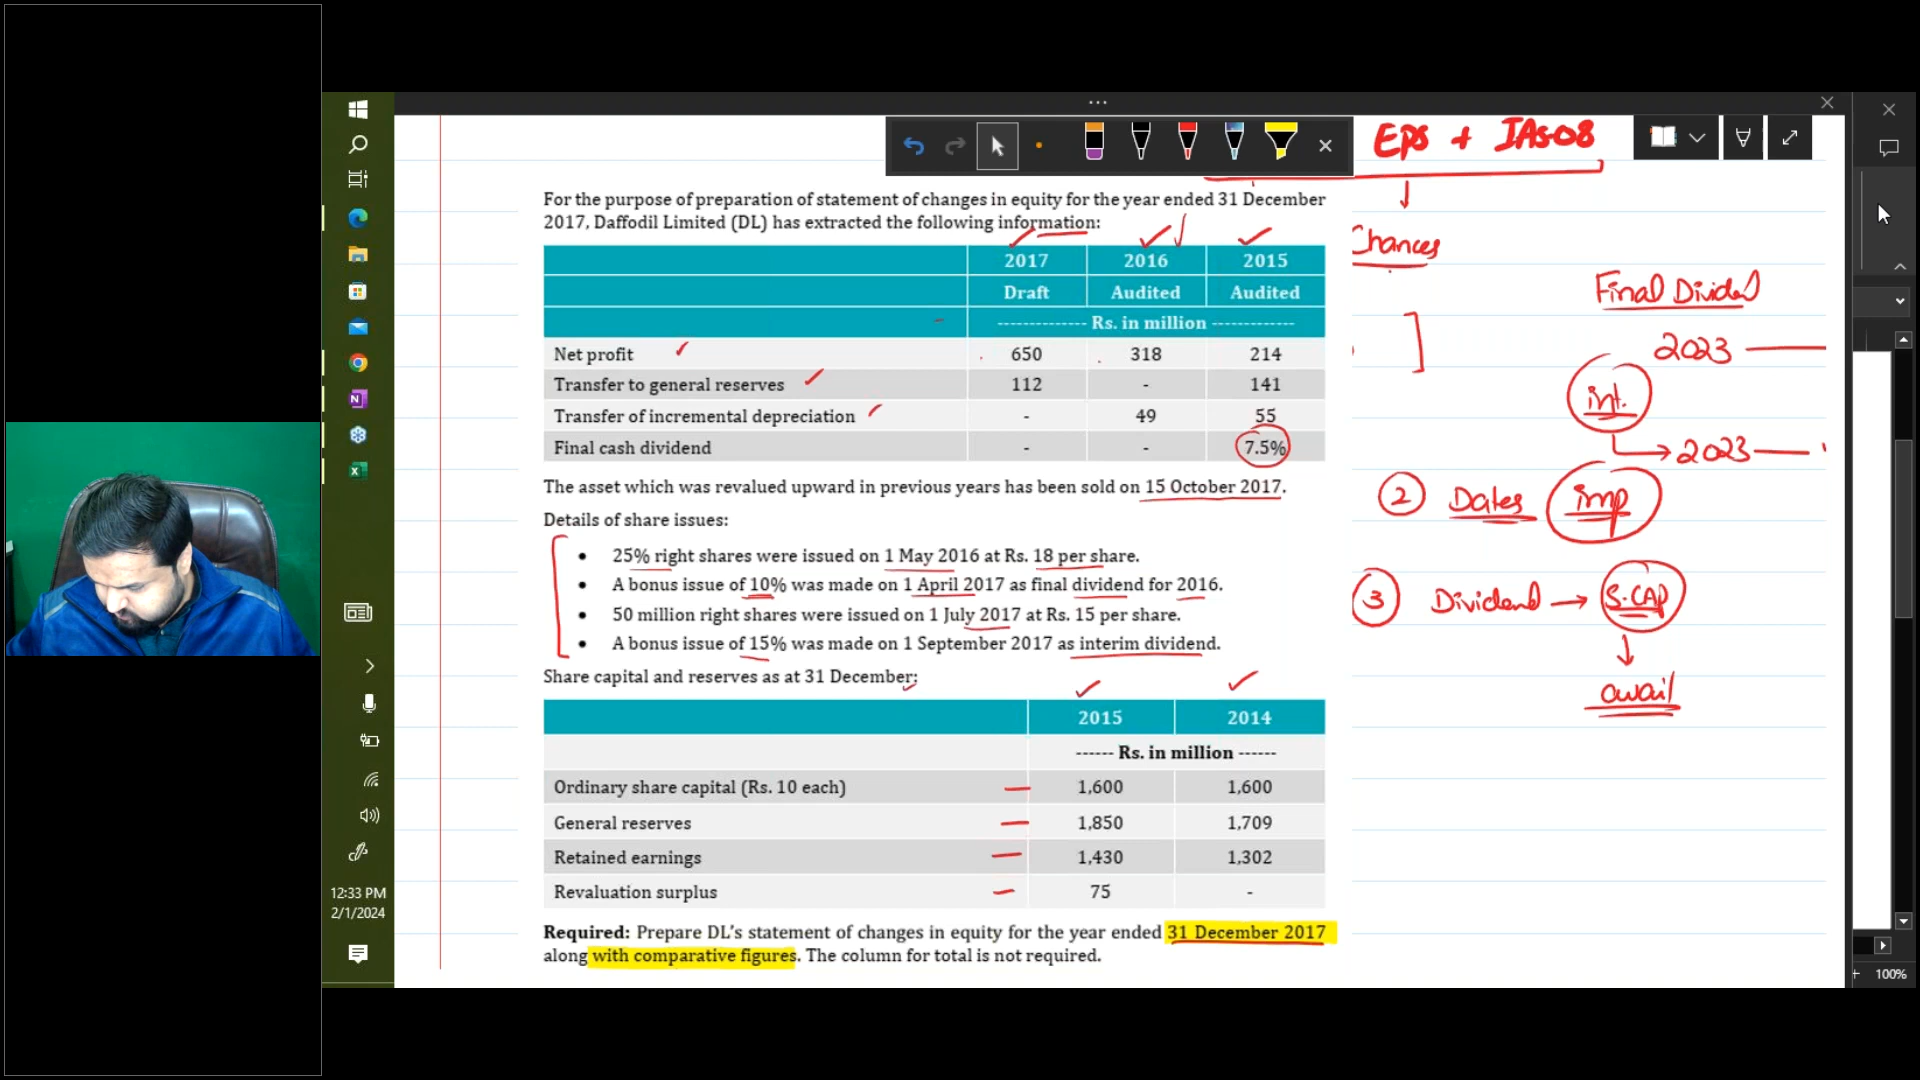 EPS + IAS-08
For the purpose of preparation of statement of changes in equity for the year ended 31 December
2017, Daffodil Limited (DL) has extracted the following information:
2017 2016 2015
Draft Audited Audited
-------------- Rs. in million -------------
Net profit 650 318 214
Transfer to general reserves 112 - 141
Transfer of incremental depreciation - 49 55
Final cash dividend - - 7.5%
The asset which was revalued upward in previous years has been sold on 15 October 2017.
Details of share issues:
• 25% right shares were issued on 1 May 2016 at Rs. 18 per share.
• A bonus issue of 10% was made on 1 April 2017 as final dividend for 2016.
• 50 million right shares were issued on 1 July 2017 at Rs. 15 per share.
• A bonus issue of 15% was made on 1 September 2017 as interim dividend.
Share capital and reserves as at 31 December:
2015 2014
------ Rs. in million ------
Ordinary share capital (Rs. 10 each) 1,600 1,600
General reserves 1,850 1,709
Retained earnings 1,430 1,302
Revaluation surplus 75 -
Required: Prepare DL's statement of changes in equity for the year ended 31 December 2017
along with comparative figures. The column for total is not required.
Final Dividend
2023
int.
2023
2 Dates imp
3 Dividend → S.CAP
avail
12:33 PM
2/1/2024
100%